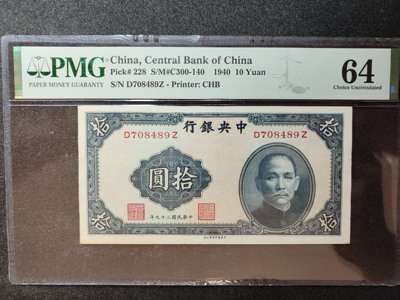 PMG
PAPER MONEY GUARANTY
China, Central Bank of China
Pick# 228 S/M#C300-140 1940 10 Yuan
S/N D708489Z - Printer: CHB
64
Choice Uncirculated
拾
行銀央中
拾
D708489Z
D708489Z
圓拾
年九十二國民華中
拾
拾